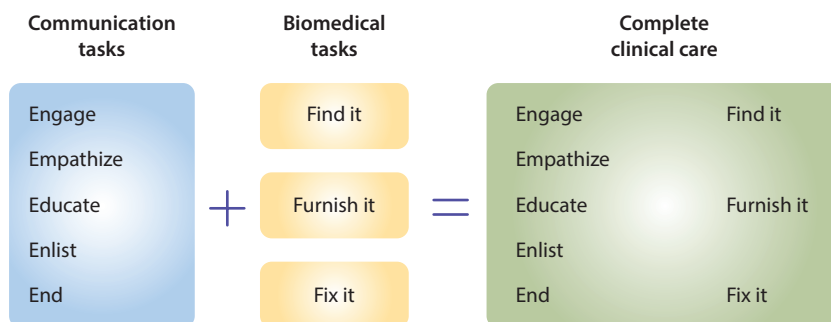 Communication
tasks
Biomedical
tasks
Complete
clinical care
Engage
Empathize
Educate
Enlist
End
+
Find it
Furnish it
Fix it
=
Engage
Find it
Empathize
Educate
Furnish it
Enlist
End
Fix it